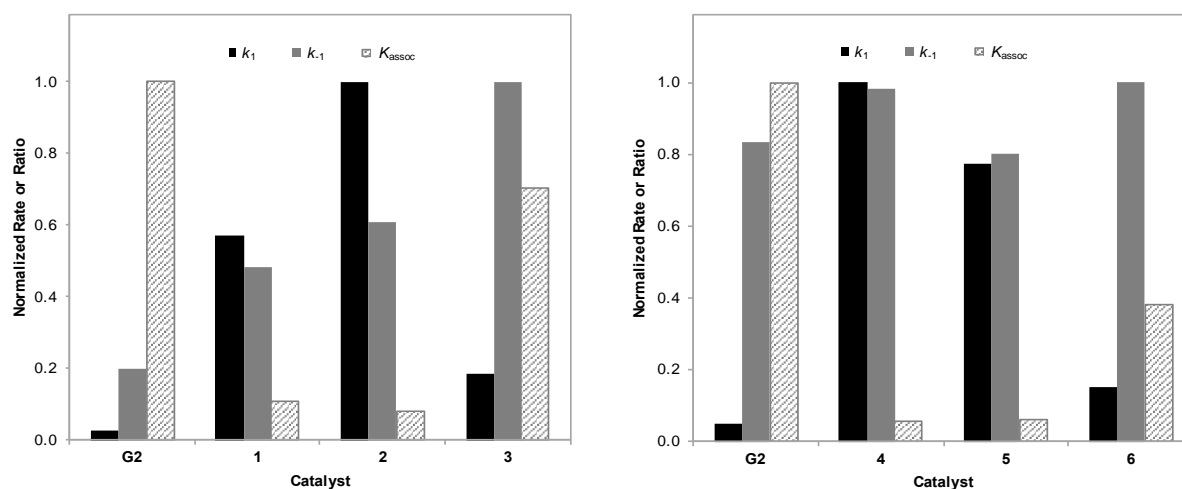 k1 k-1 Kassoc
Normalized Rate or Ratio
1.0
0.8
0.6
0.4
0.2
0.0
G2 1 2 3
Catalyst
k1 k-1 Kassoc
Normalized Rate or Ratio
1.0
0.8
0.6
0.4
0.2
0.0
G2 4 5 6
Catalyst